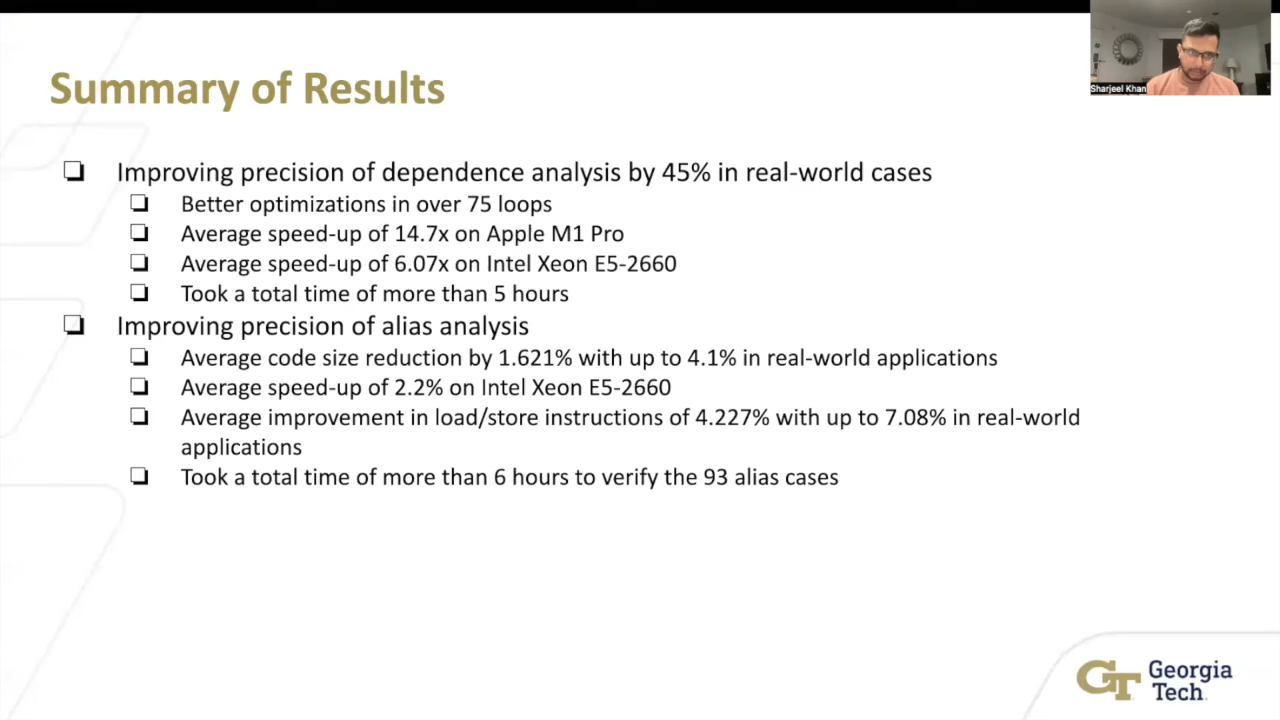 Sharjeel Khan
Summary of Results
Improving precision of dependence analysis by 45% in real-world cases
Better optimizations in over 75 loops
Average speed-up of 14.7x on Apple M1 Pro
Average speed-up of 6.07x on Intel Xeon E5-2660
Took a total time of more than 5 hours
Improving precision of alias analysis
Average code size reduction by 1.621% with up to 4.1% in real-world applications
Average speed-up of 2.2% on Intel Xeon E5-2660
Average improvement in load/store instructions of 4.227% with up to 7.08% in real-world
applications
Took a total time of more than 6 hours to verify the 93 alias cases
GT
Georgia
Tech